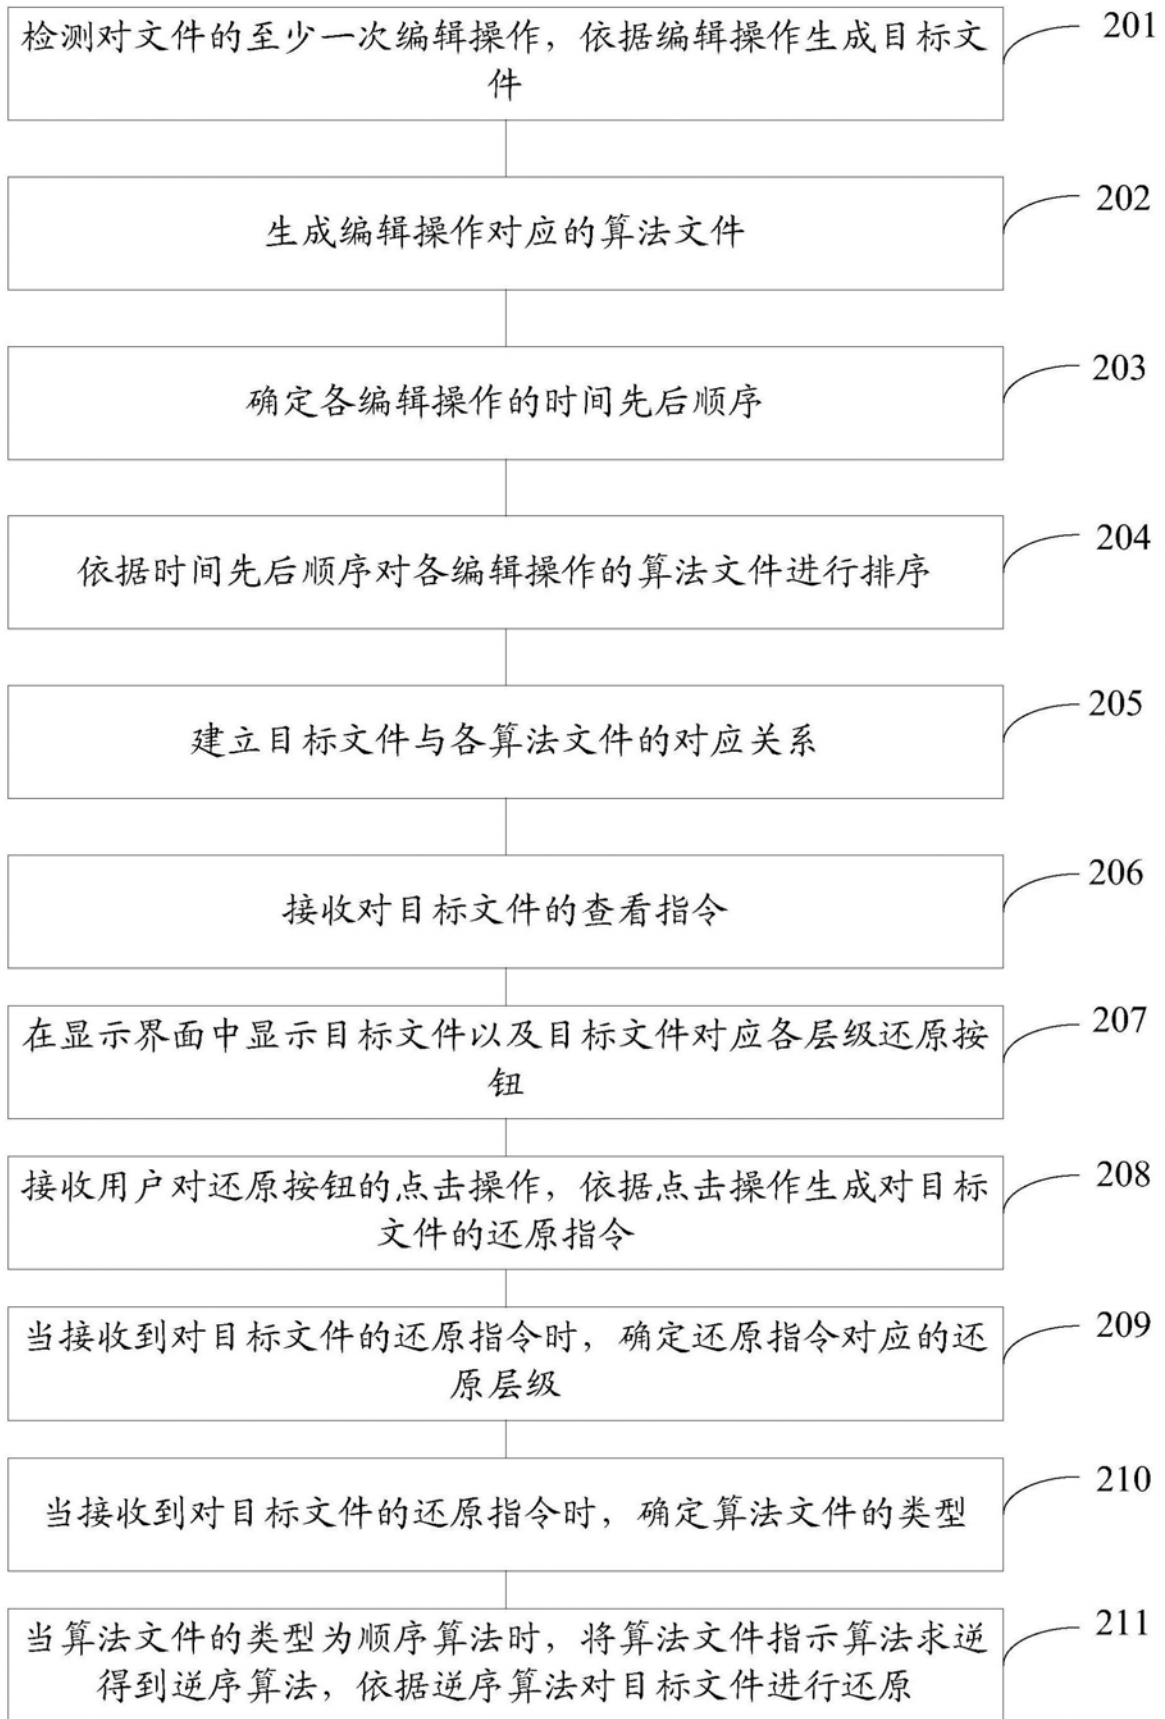 检测对文件的至少一次编辑操作，依据编辑操作生成目标文
件
201
生成编辑操作对应的算法文件
202
确定各编辑操作的时间先后顺序
203
依据时间先后顺序对各编辑操作的算法文件进行排序
204
建立目标文件与各算法文件的对应关系
205
接收对目标文件的查看指令
206
在显示界面中显示目标文件以及目标文件对应各层级还原按
钮
207
接收用户对还原按钮的点击操作，依据点击操作生成对目标
文件的还原指令
208
当接收到对目标文件的还原指令时，确定还原指令对应的还
原层级
209
当接收到对目标文件的还原指令时，确定算法文件的类型
210
当算法文件的类型为顺序算法时，将算法文件指示算法求逆
得到逆序算法，依据逆序算法对目标文件进行还原
211